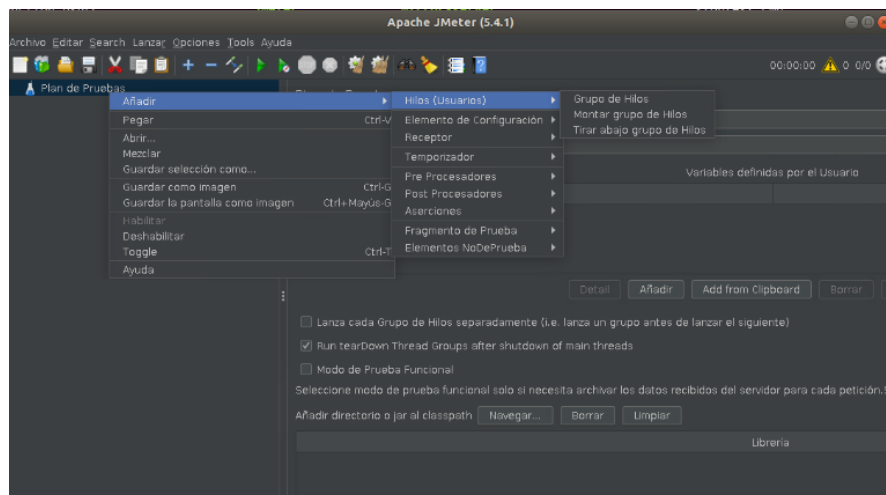 Apache JMeter (5.4.1)
Archivo Editar Search Lanzar Opciones Tools Ayuda
00:00:00 0 0/0
Plan de Pruebas
Añadir
Pegar Ctrl-V
Abrir...
Mezclar
Guardar selección como...
Guardar como imagen Ctrl-G
Guardar la pantalla como imagen Ctrl+Mayús-G
Habilitar
Deshabilitar
Toggle Ctrl-T
Ayuda
Hilos (Usuarios)
Elemento de Configuración
Receptor
Temporizador
Pre Procesadores
Post Procesadores
Aserciones
Fragmento de Prueba
Elementos NoDePrueba
Grupo de Hilos
Montar grupo de Hilos
Tirar abajo grupo de Hilos
Variables definidas por el Usuario
Detail Añadir Add from Clipboard Borrar
Lanza cada Grupo de Hilos separadamente (i.e. lanza un grupo antes de lanzar el siguiente)
Run tearDown Thread Groups after shutdown of main threads
Modo de Prueba Funcional
Seleccione modo de prueba funcional solo si necesita archivar los datos recibidos del servidor para cada petición.
Añadir directorio o jar al classpath Navegar... Borrar Limpiar
Librería